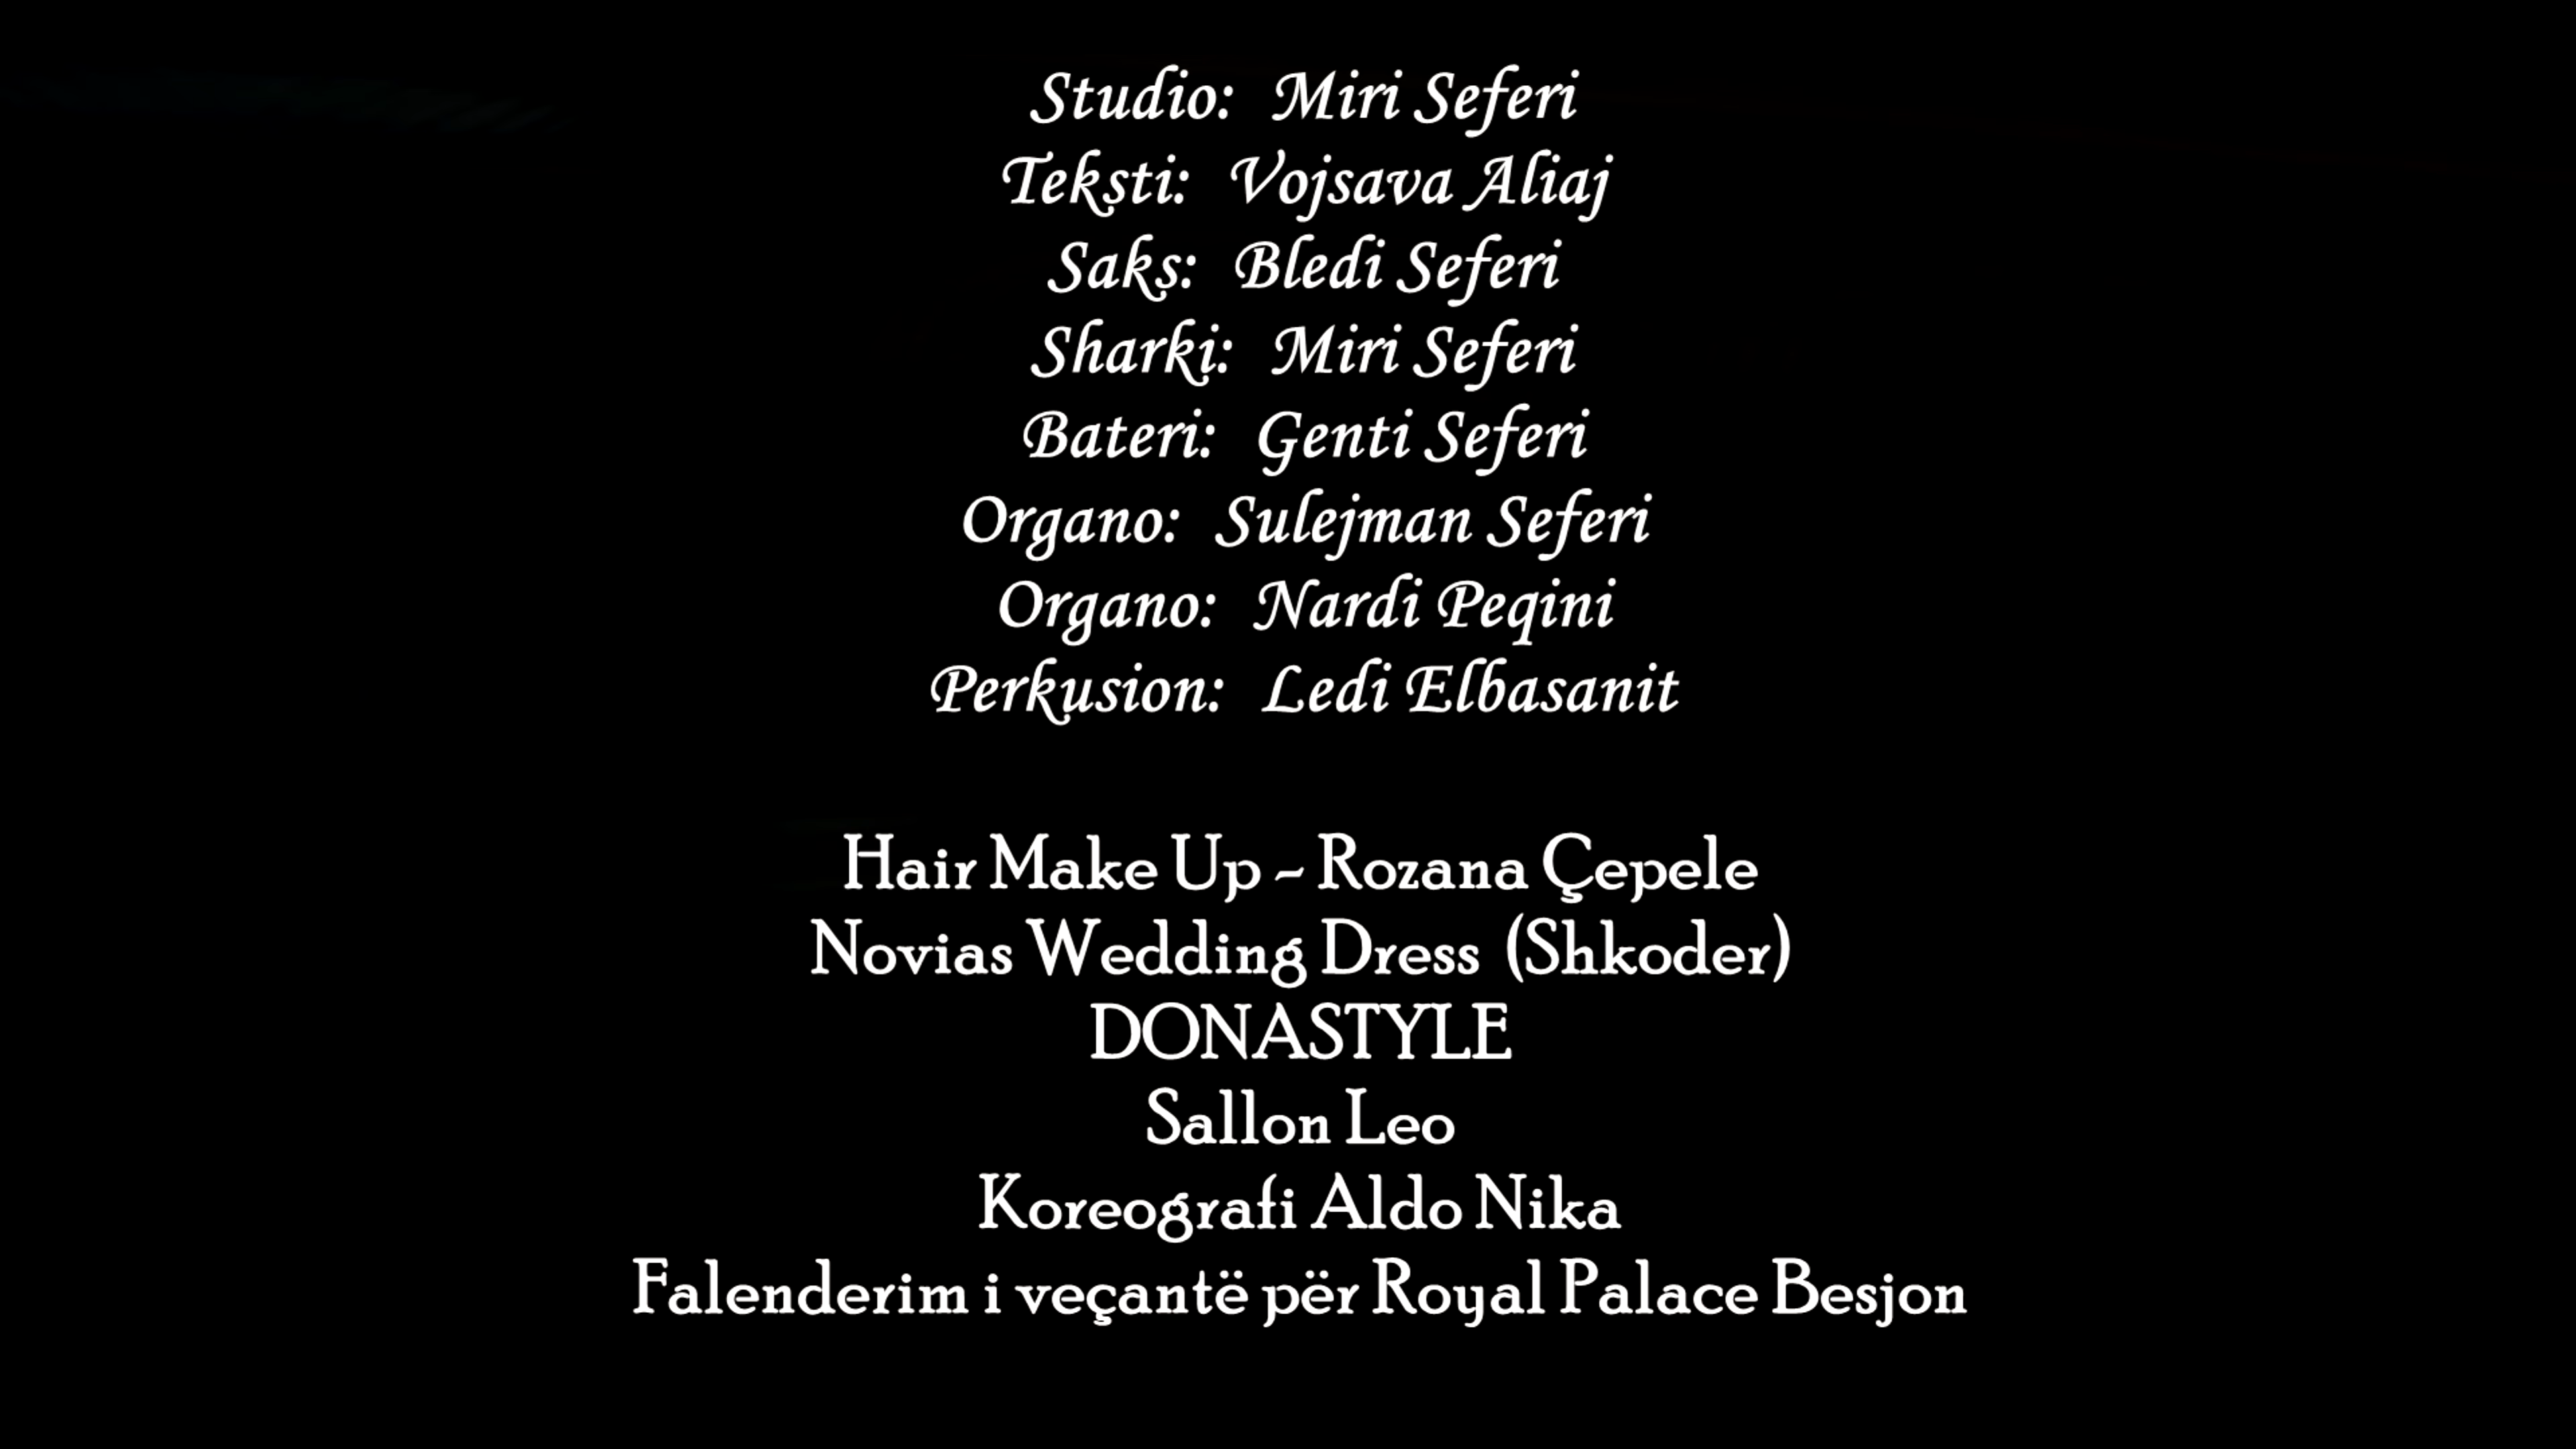 Studio: Miri Seferi
Teksti: Vojsava Aliaj
Saks: Bledi Seferi
Sharki: Miri Seferi
Bateri: Genti Seferi
Organo: Sulejman Seferi
Organo: Nardi Peqini
Perkusion: Ledi Elbasanit
Hair Make Up - Rozana Çepele
Novias Wedding Dress (Shkoder)
DONASTYLE
Sallon Leo
Koreografi Aldo Nika
Falenderim i veçantë për Royal Palace Besjon